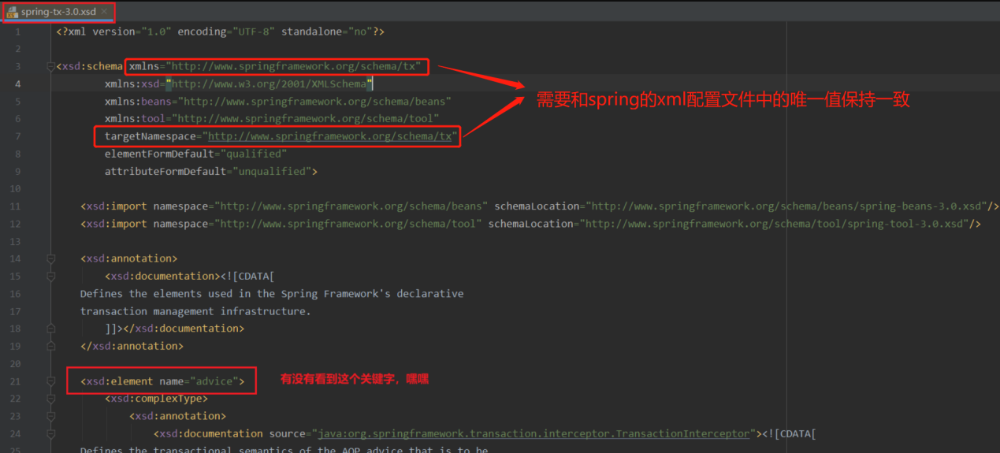 spring-tx-3.0.xsd
1 <?xml version="1.0" encoding="UTF-8" standalone="no"?>
2
3 <xsd:schema xmlns="http://www.springframework.org/schema/tx"
4 xmlns:xsd="http://www.w3.org/2001/XMLSchema"
5 xmlns:beans="http://www.springframework.org/schema/beans"
需要和spring的xml配置文件中的唯一值保持一致
6 xmlns:tool="http://www.springframework.org/schema/tool"
7 targetNamespace="http://www.springframework.org/schema/tx"
8 elementFormDefault="qualified"
9 attributeFormDefault="unqualified">
10
11 <xsd:import namespace="http://www.springframework.org/schema/beans" schemaLocation="http://www.springframework.org/schema/beans/spring-beans-3.0.xsd"/>
12 <xsd:import namespace="http://www.springframework.org/schema/tool" schemaLocation="http://www.springframework.org/schema/tool/spring-tool-3.0.xsd"/>
13
14 <xsd:annotation>
15 <xsd:documentation><![CDATA[
16 Defines the elements used in the Spring Framework's declarative
17 transaction management infrastructure.
18 ]]></xsd:documentation>
19 </xsd:annotation>
20
21 <xsd:element name="advice"> 有没有看到这个关键字，嘿嘿
22 <xsd:complexType>
23 <xsd:annotation>
24 <xsd:documentation source="java:org.springframework.transaction.interceptor.TransactionInterceptor"><![CDATA[
25 Defines the transactional semantics of the AOP advice that is to be